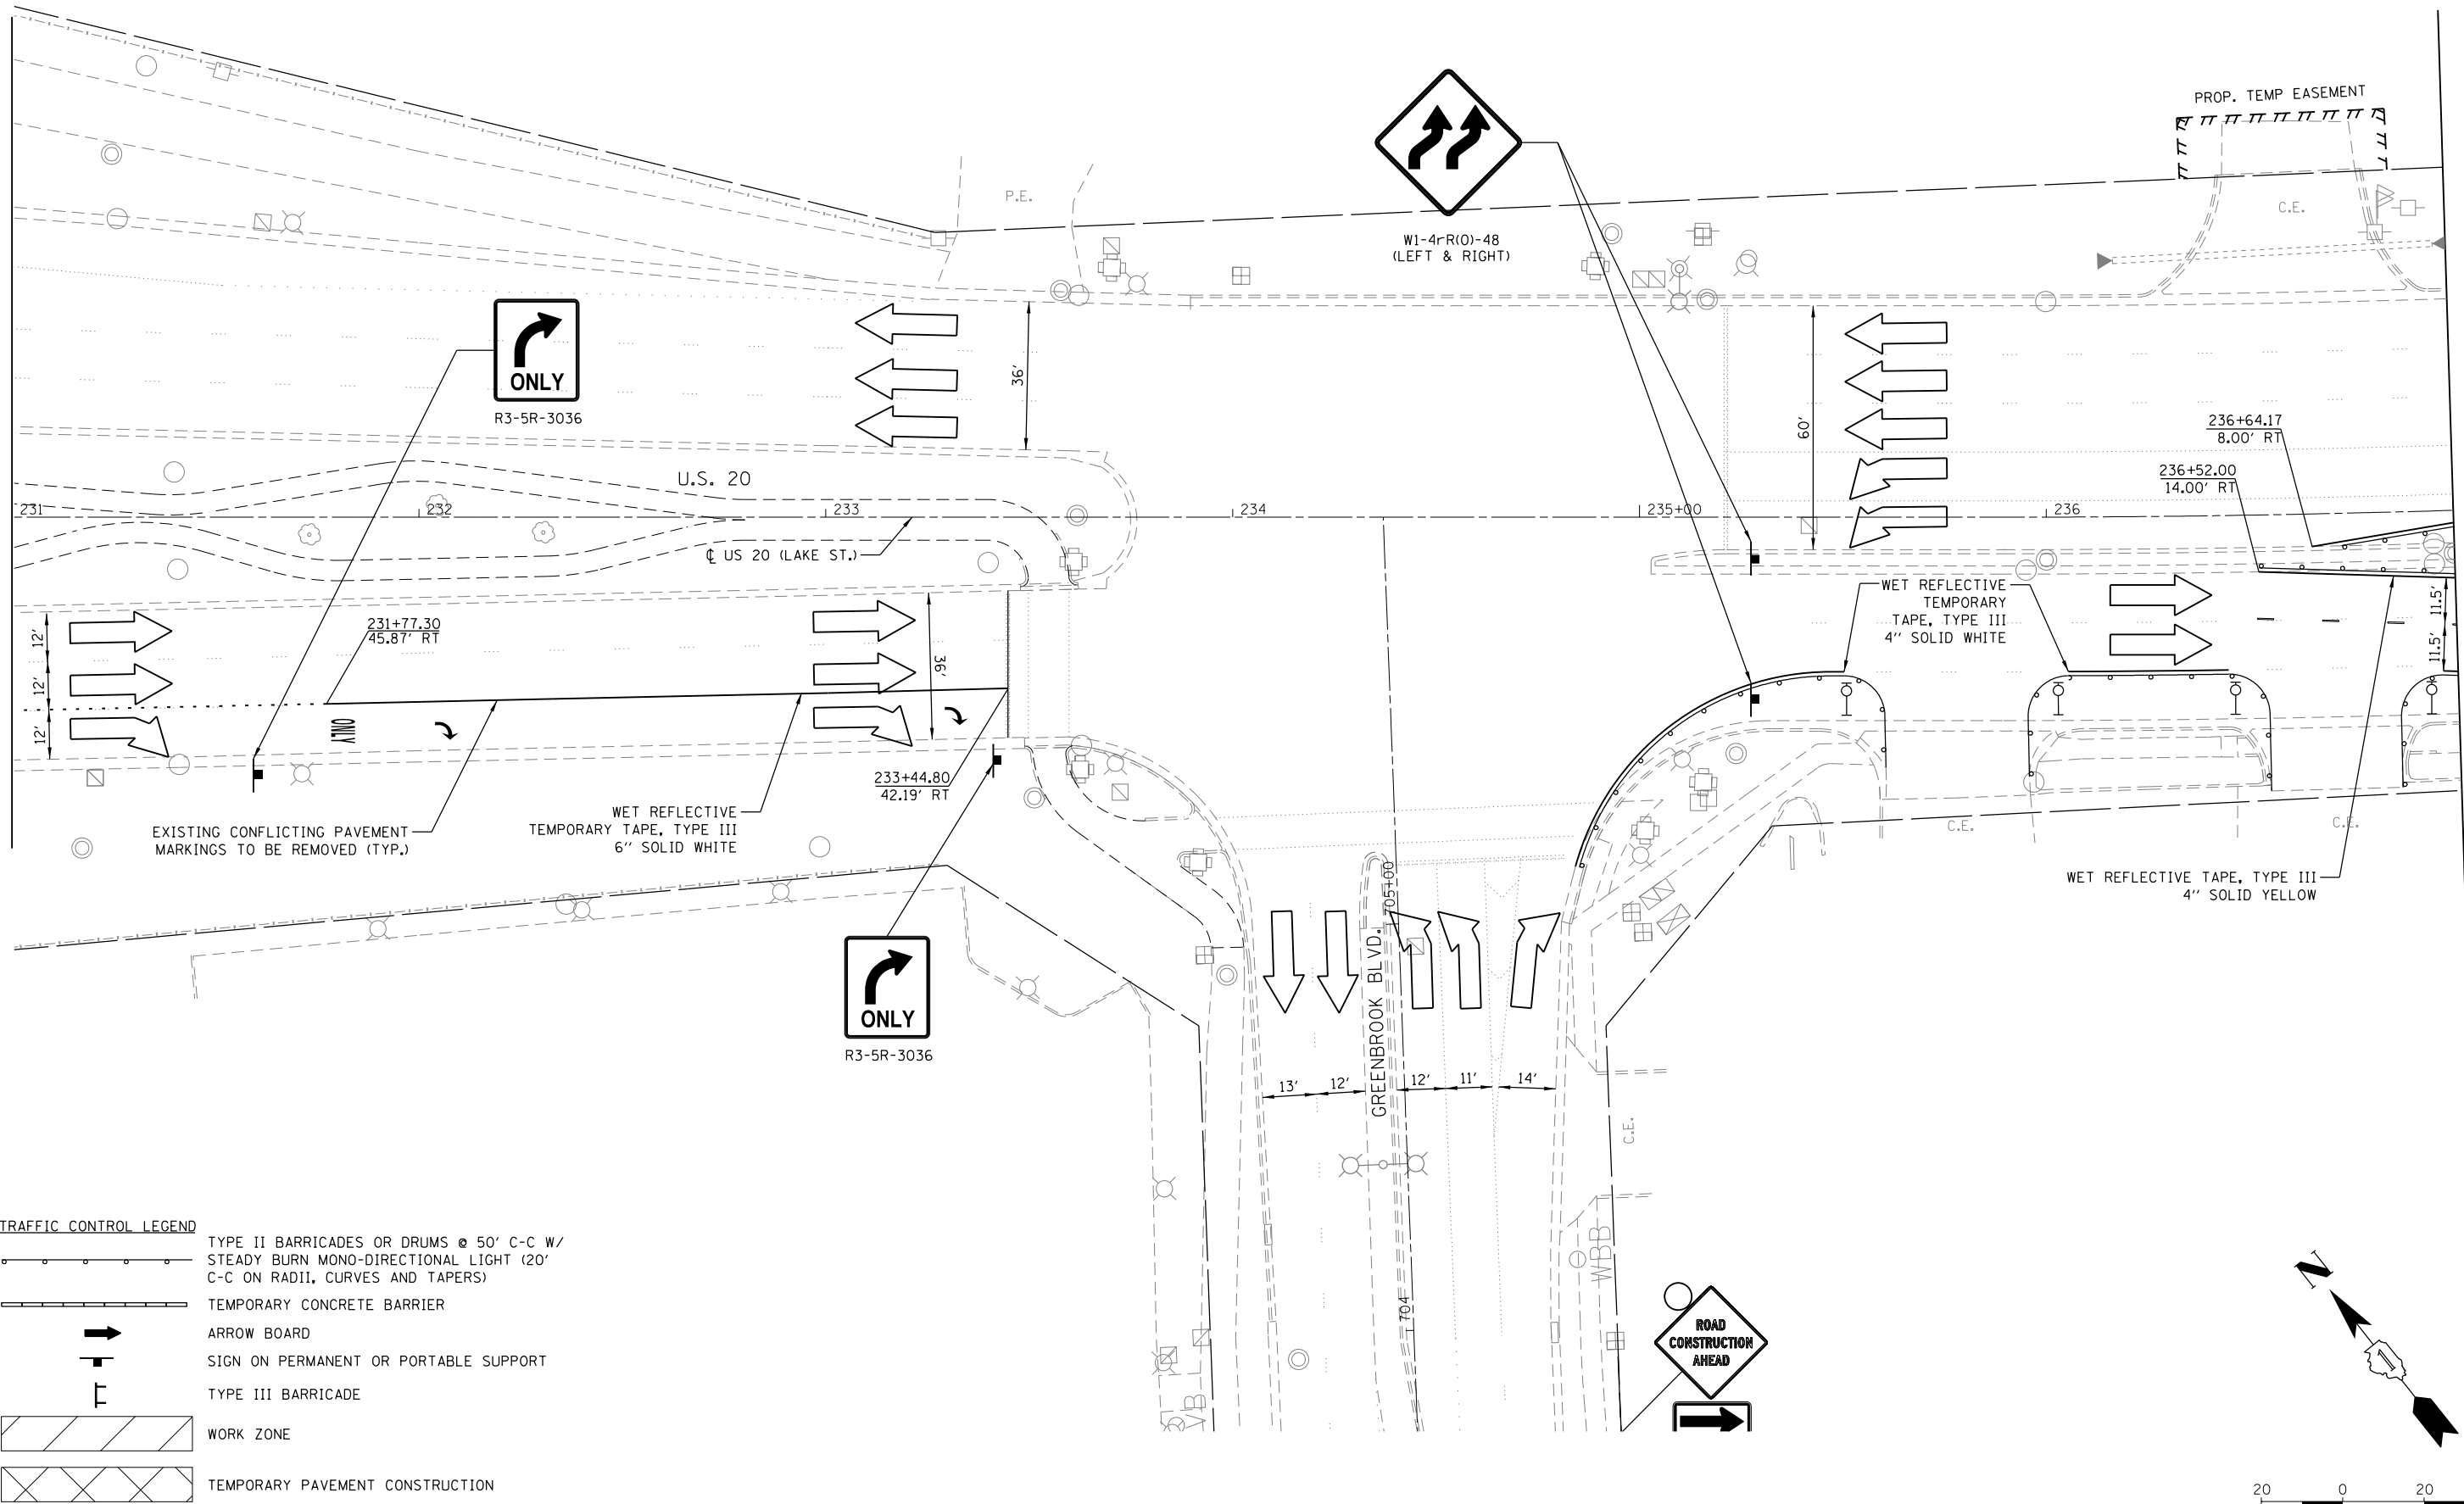 PROP. TEMP EASEMENT
P.E.
C.E.
W1-4rR(O)-48
(LEFT & RIGHT)
ONLY
R3-5R-3036
36'
60'
236+64.17
8.00' RT
236+52.00
14.00' RT
U.S. 20
231
232
233
234
235+00
236
℄ US 20 (LAKE ST.)
WET REFLECTIVE
TEMPORARY
TAPE, TYPE III
4" SOLID WHITE
11.5'
11.5'
12'
12'
12'
231+77.30
45.87' RT
36'
ONLY
233+44.80
42.19' RT
EXISTING CONFLICTING PAVEMENT
MARKINGS TO BE REMOVED (TYP.)
WET REFLECTIVE
TEMPORARY TAPE, TYPE III
6" SOLID WHITE
C.E.
C.E.
WET REFLECTIVE TAPE, TYPE III
4" SOLID YELLOW
705+00
GREENBROOK BLVD.
ONLY
R3-5R-3036
13'
12'
12'
11'
14'
C.E.
WBB
704
VB
ROAD
CONSTRUCTION
AHEAD
TRAFFIC CONTROL LEGEND
TYPE II BARRICADES OR DRUMS @ 50' C-C W/
STEADY BURN MONO-DIRECTIONAL LIGHT (20'
C-C ON RADII, CURVES AND TAPERS)
TEMPORARY CONCRETE BARRIER
ARROW BOARD
SIGN ON PERMANENT OR PORTABLE SUPPORT
TYPE III BARRICADE
WORK ZONE
TEMPORARY PAVEMENT CONSTRUCTION
N
20
0
20